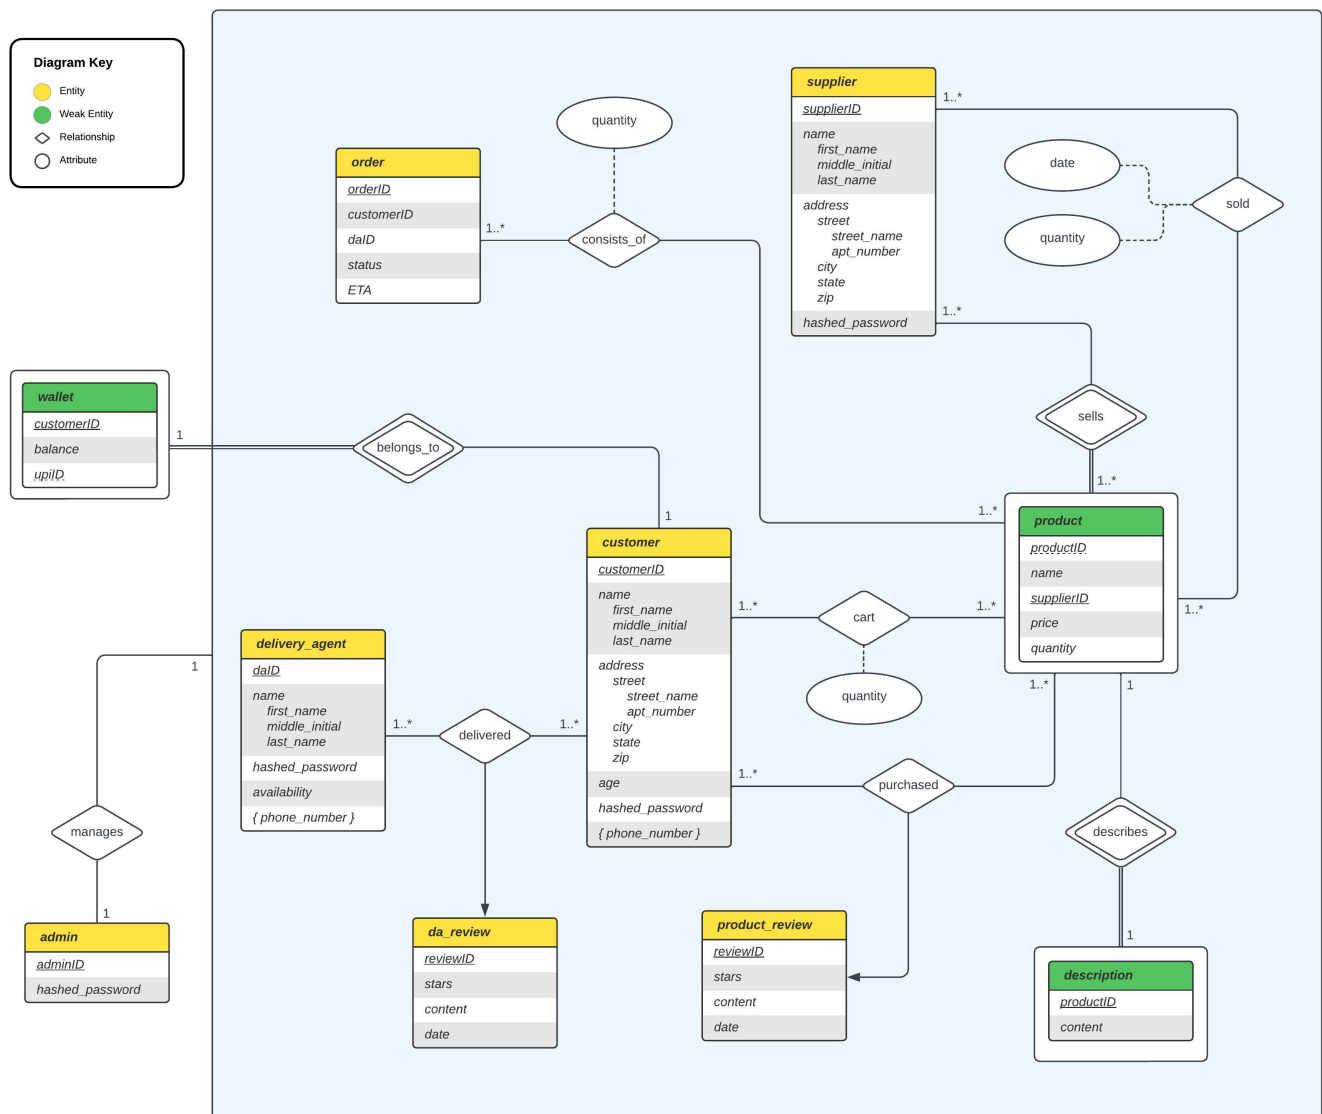 Diagram Key
Entity
Weak Entity
Relationship
Attribute
quantity
order
orderID
customerID
daID
status
ETA
1..*
consists_of
supplier
supplierID
name
first_name
middle_initial
last_name
address
street
street_name
apt_number
city
state
zip
hashed_password
1..*
1..*
date
quantity
sold
sells
1..*
wallet
customerID
balance
upiID
1
belongs_to
1
1..*
product
productID
name
supplierID
price
quantity
1..*
customer
customerID
name
first_name
middle_initial
last_name
address
street
street_name
apt_number
city
state
zip
age
hashed_password
{ phone_number }
1..*
cart
1..*
quantity
1..*
purchased
1..*
1
delivery_agent
daID
name
first_name
middle_initial
last_name
hashed_password
availability
{ phone_number }
1..*
delivered
1..*
1
manages
1
admin
adminID
hashed_password
da_review
reviewID
stars
content
date
product_review
reviewID
stars
content
date
describes
1
description
productID
content